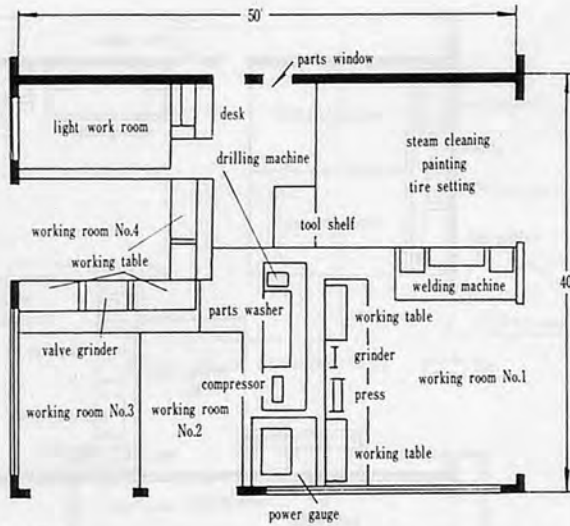 50'
parts window
desk
light work room
drilling machine
steam cleaning
painting
tire setting
working room No.4
tool shelf
working table
welding machine
40
parts washer
working table
valve grinder
grinder
compressor
press
working room No.1
working room No.3
working room
No.2
working table
power gauge